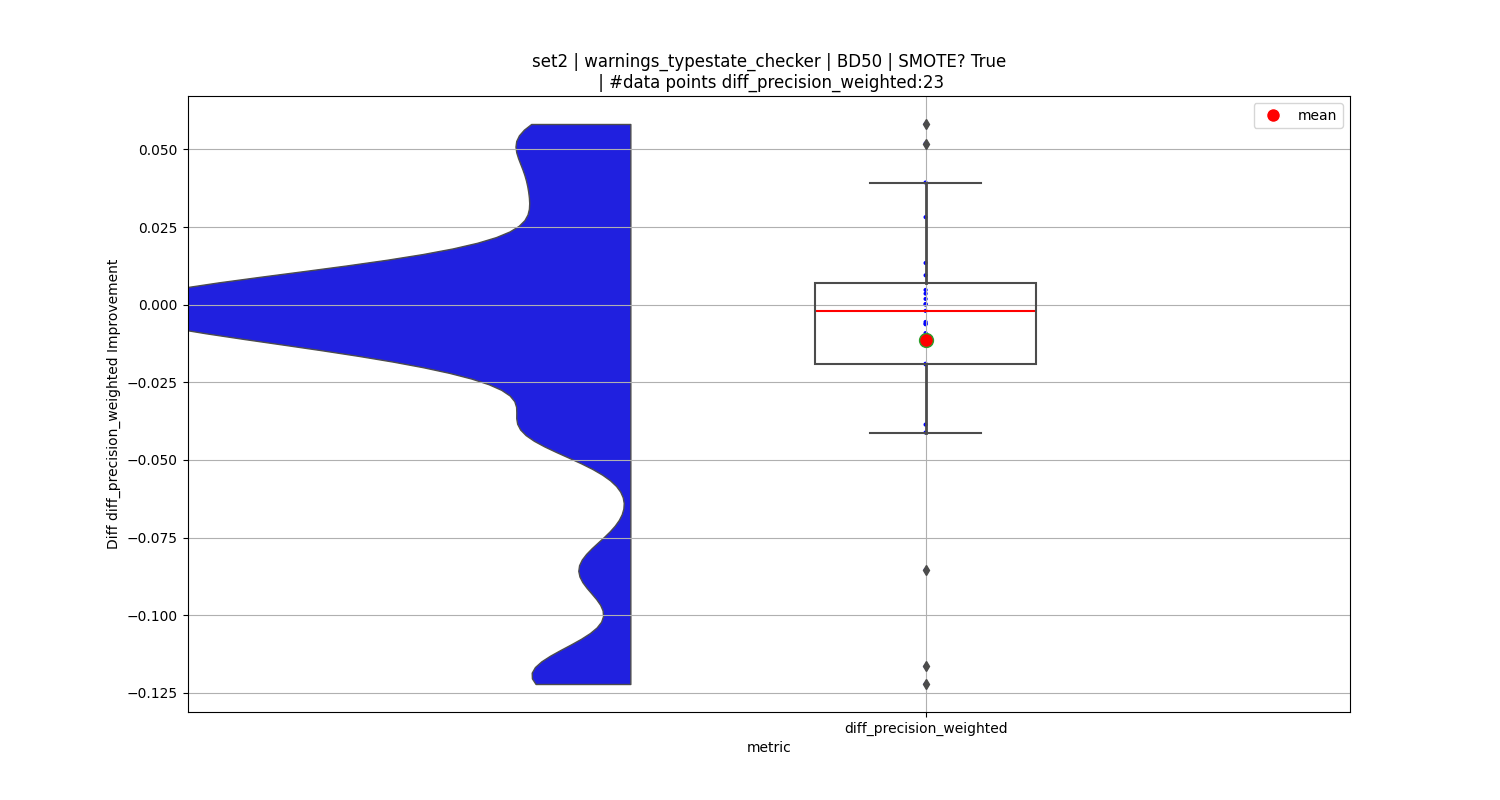 set2 | warnings_typestate_checker | BD50 | SMOTE? True
| #data points diff_precision_weighted:23
mean
0.050
0.025
0.000
−0.025
−0.050
−0.075
−0.100
−0.125
Diff diff_precision_weighted Improvement
diff_precision_weighted
metric